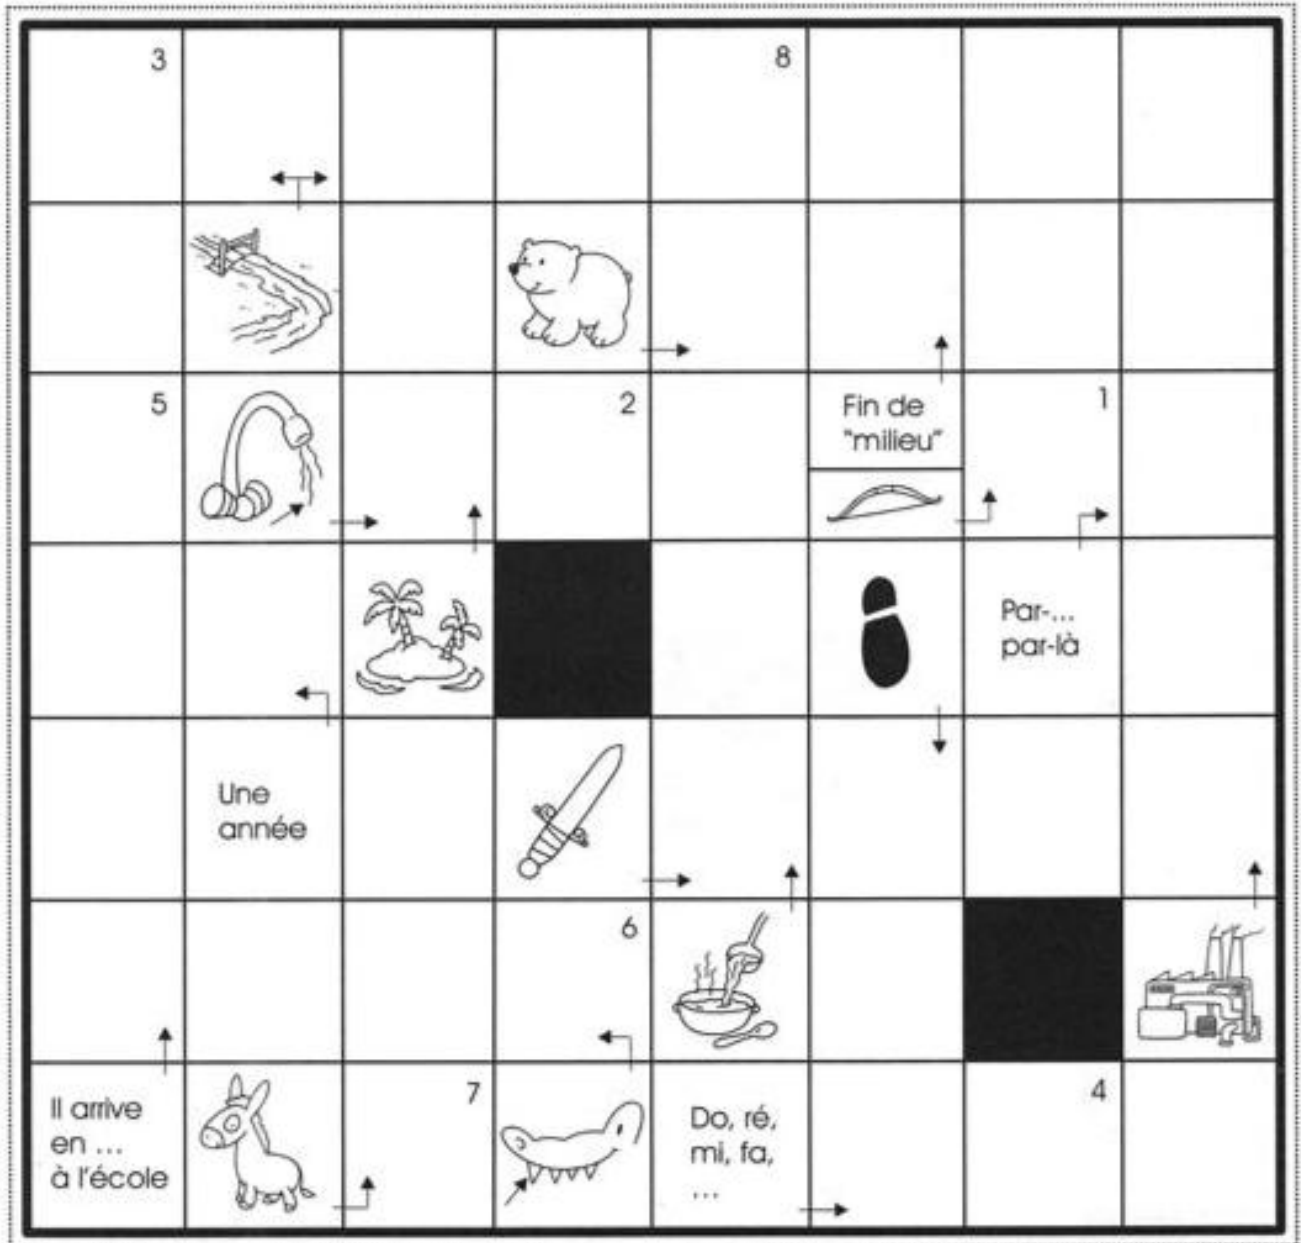 3
8
5
2
Fin de
"milieu"
1
Par-...
par-là
Une
année
6
Il arrive
en ...
à l'école
7
Do, ré,
mi, fa,
...
4